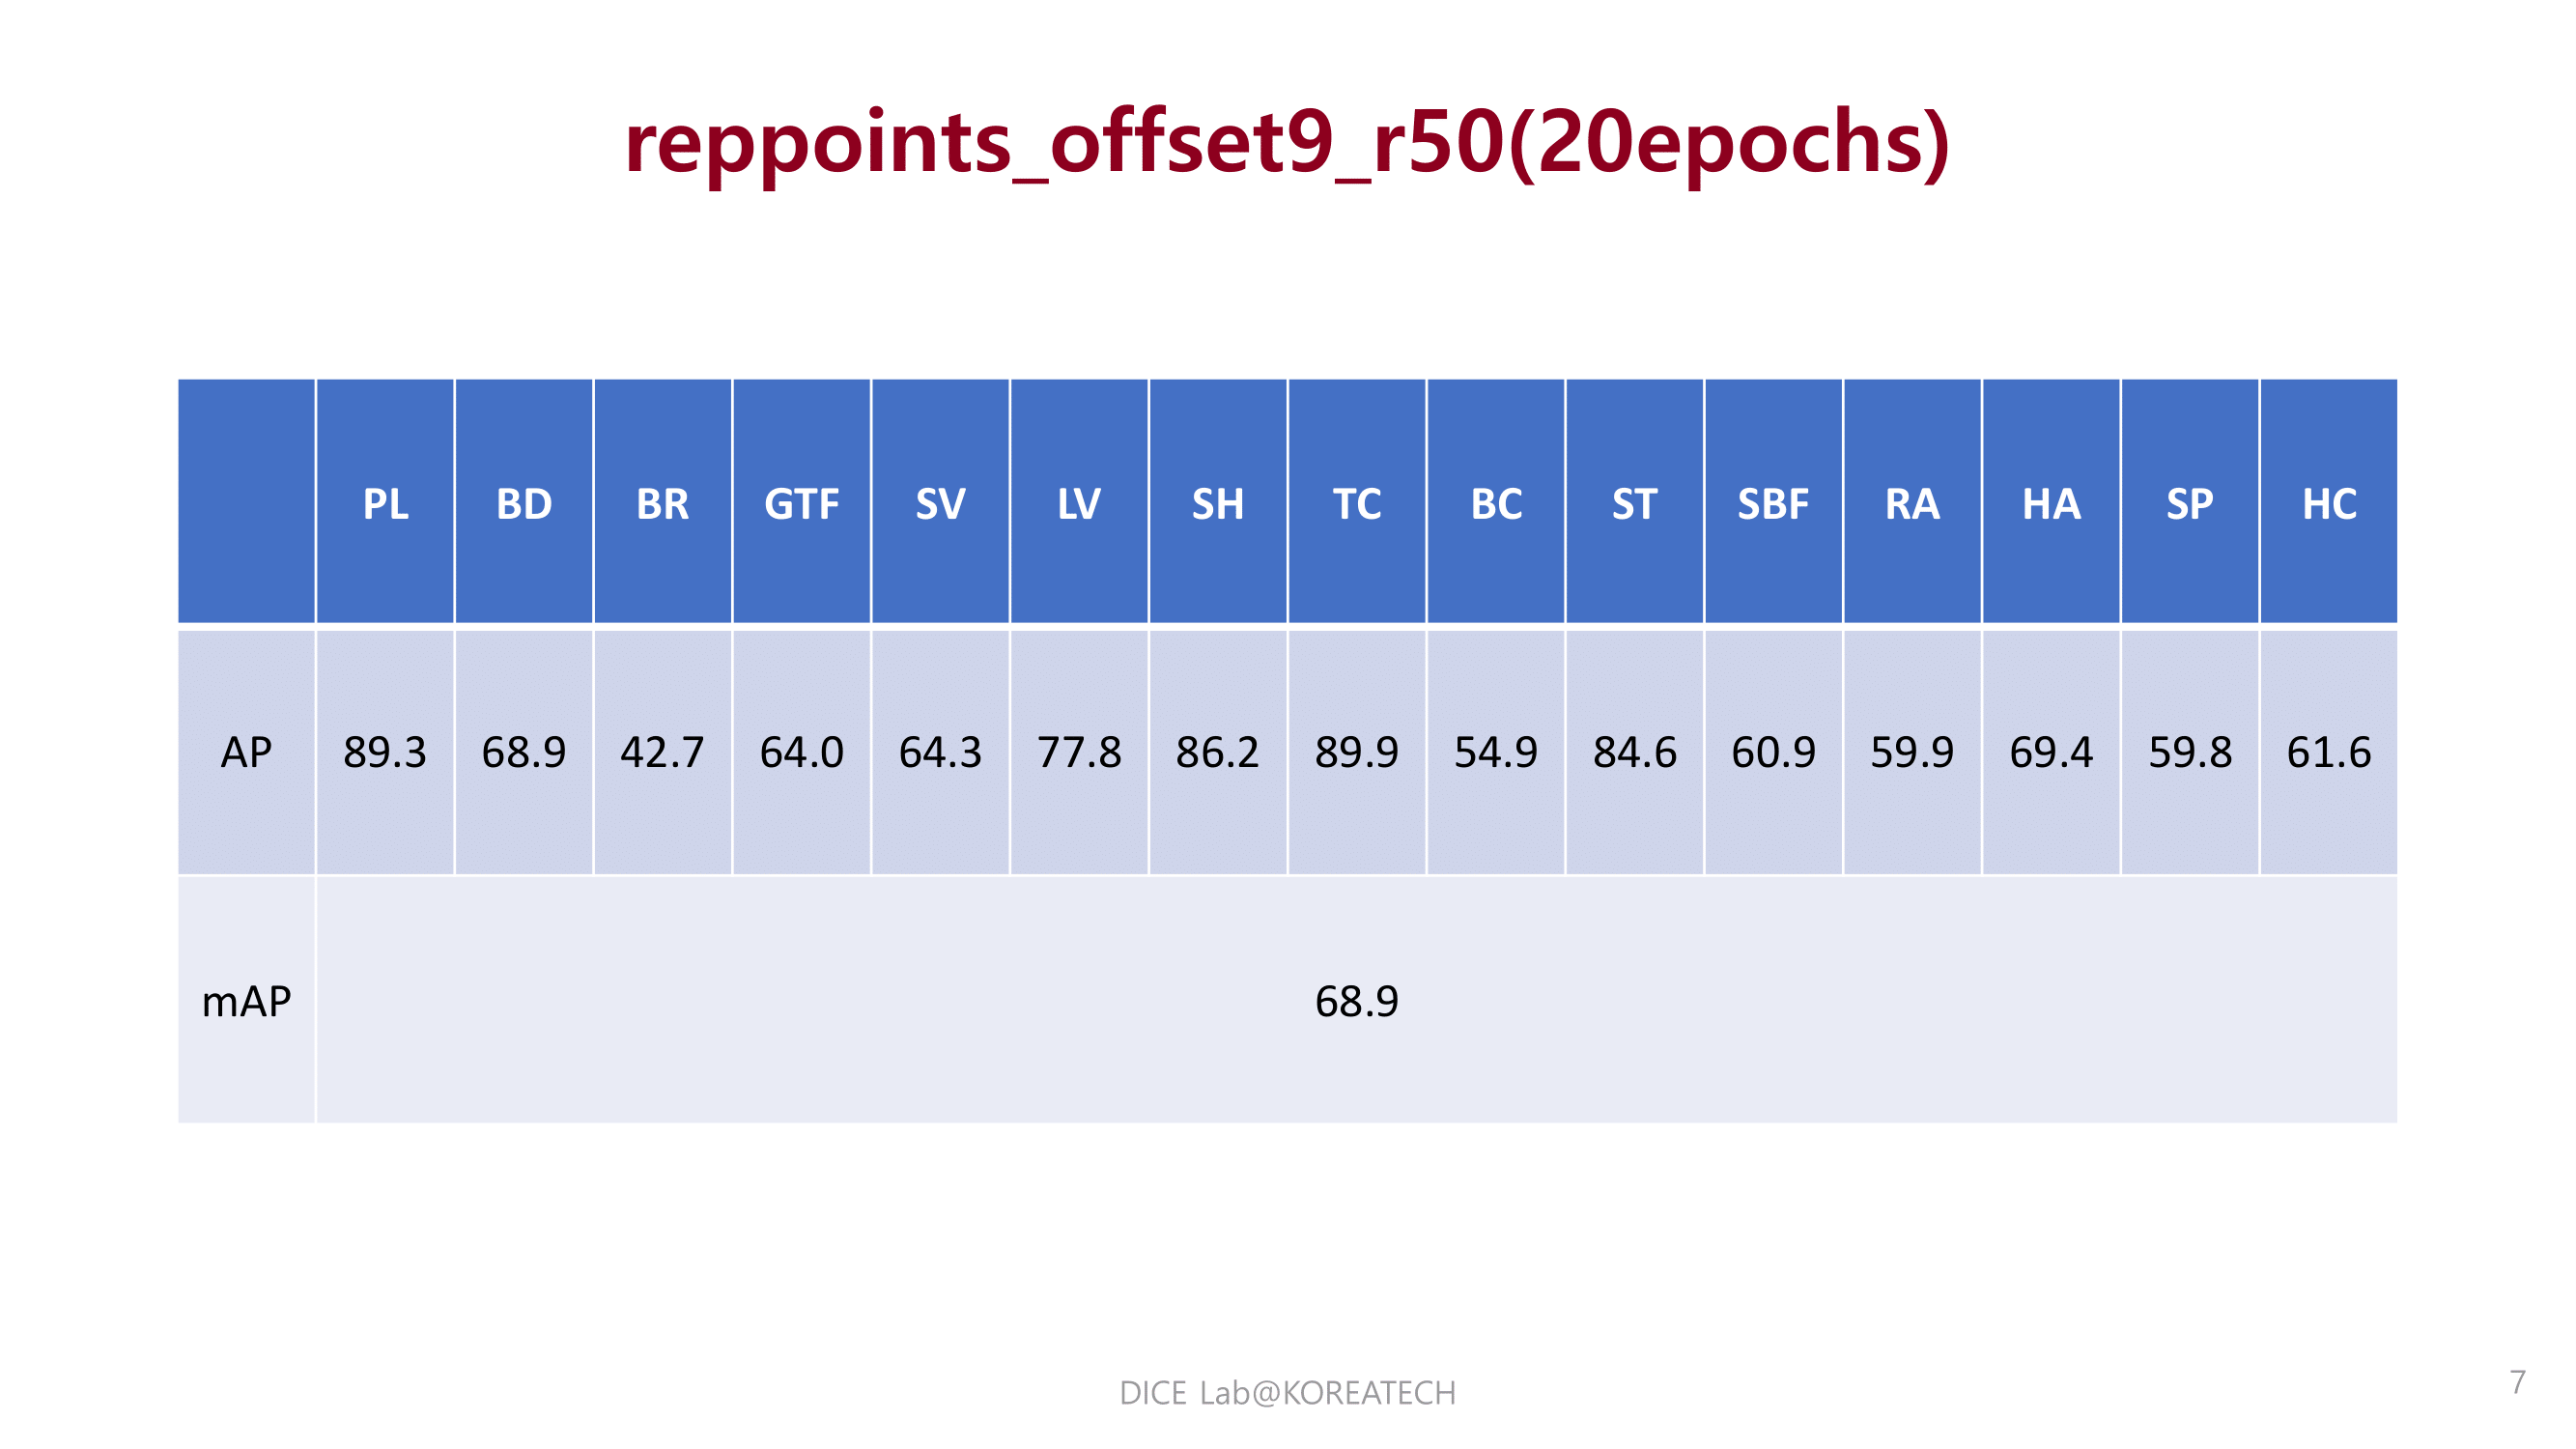 reppoints_offset9_r50(20epochs)
PL BD BR GTF SV LV SH TC BC ST SBF RA HA SP HC
AP 89.3 68.9 42.7 64.0 64.3 77.8 86.2 89.9 54.9 84.6 60.9 59.9 69.4 59.8 61.6
mAP 68.9
DICE Lab@KOREATECH
7